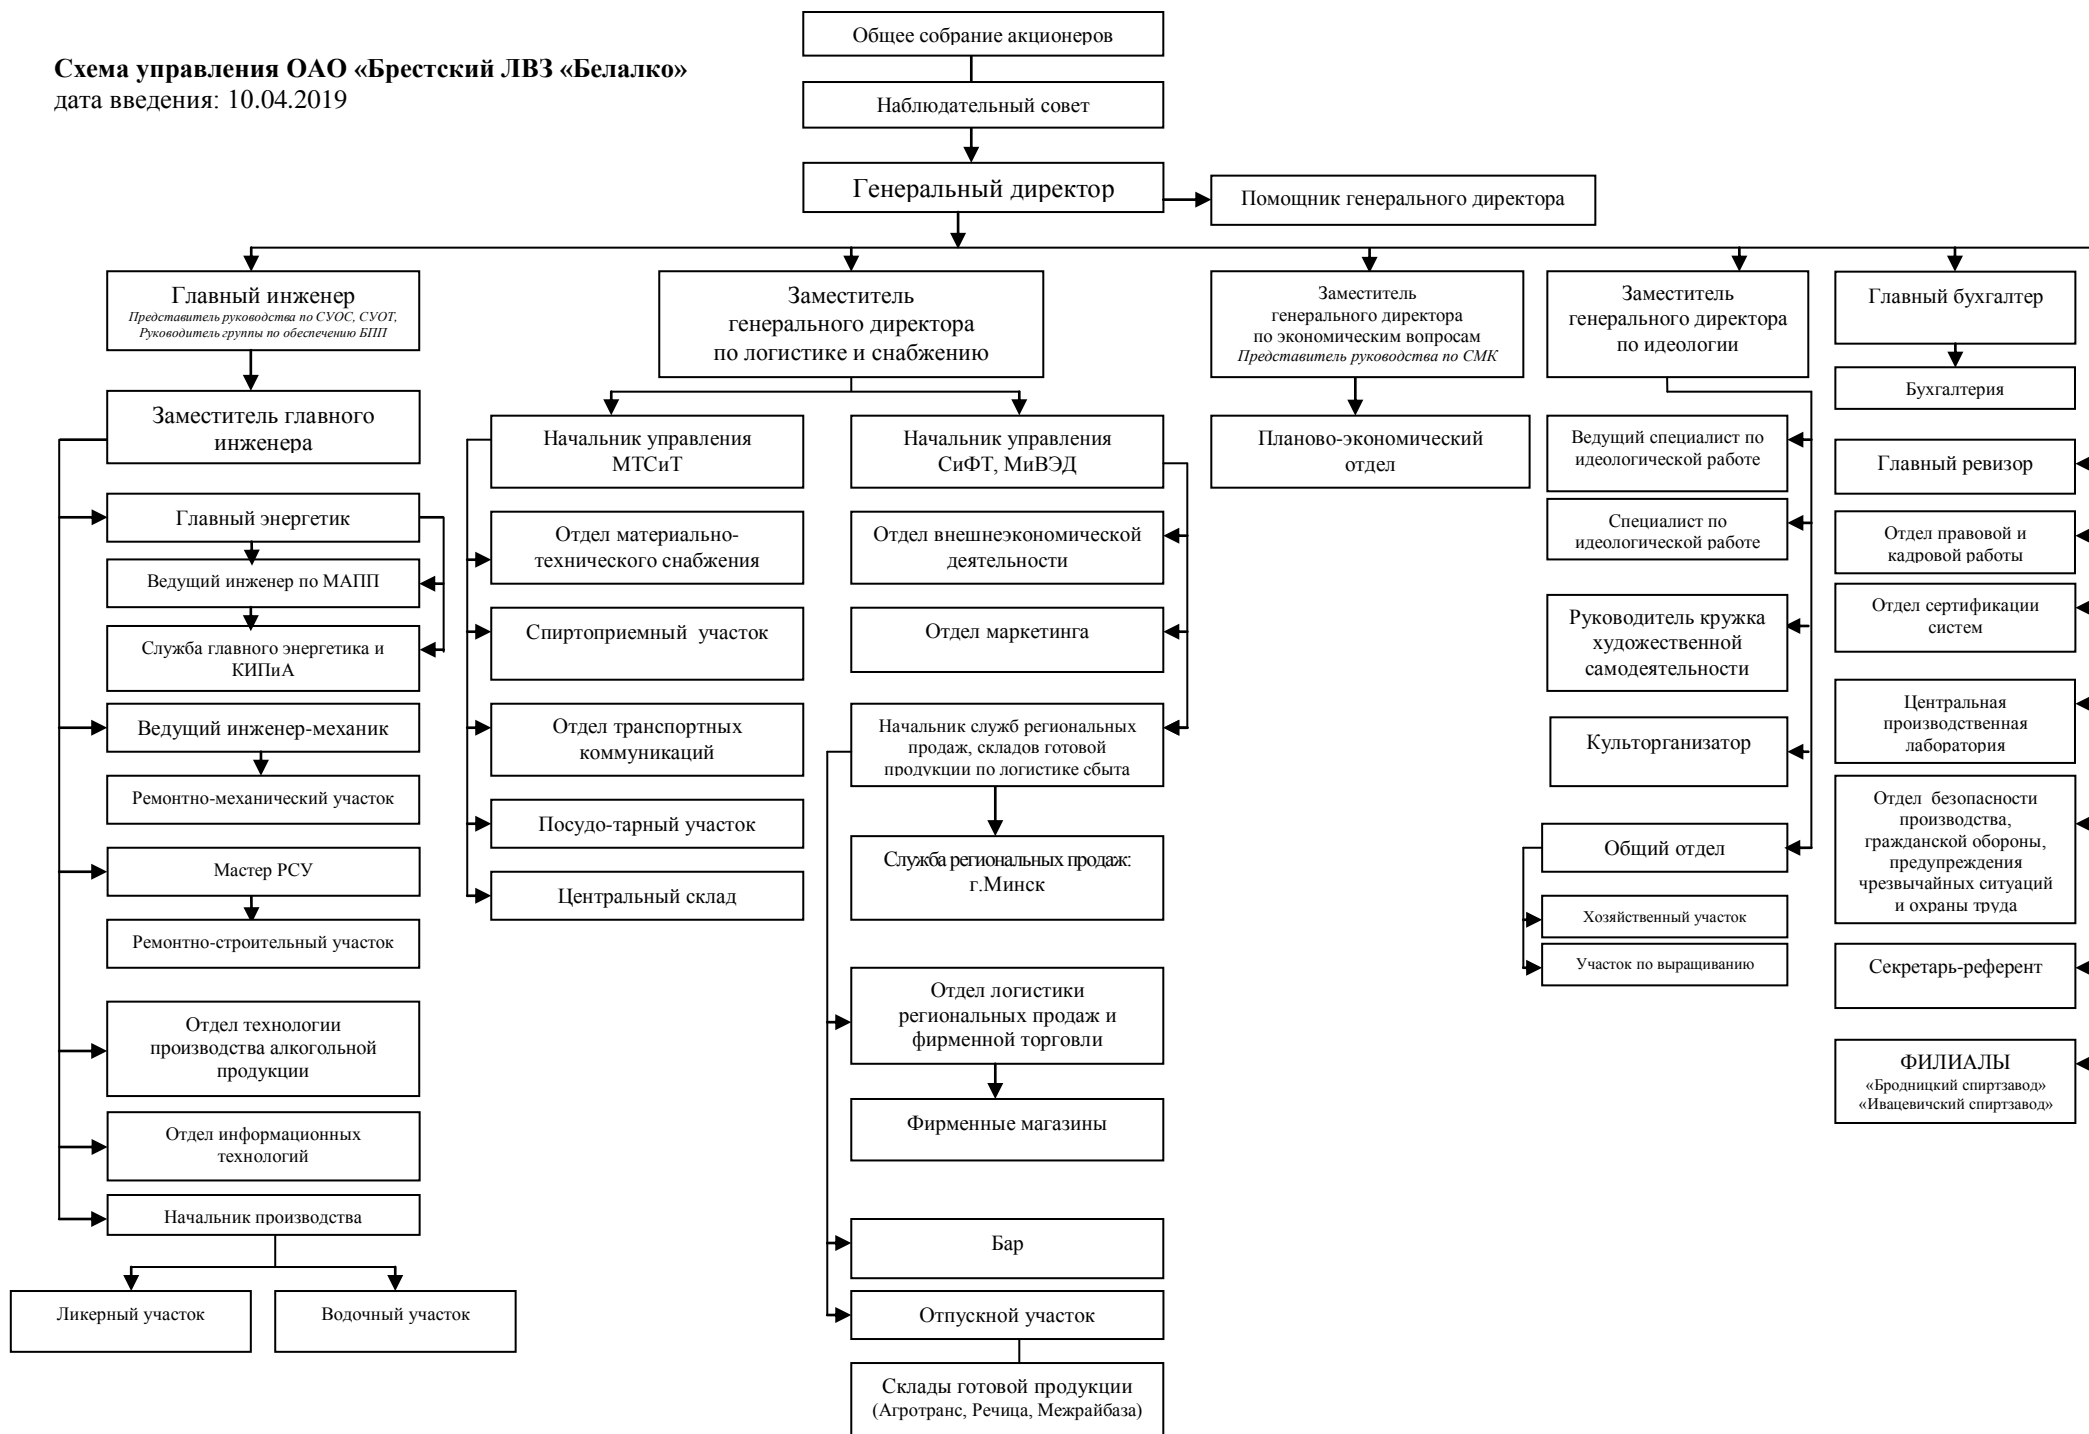 Схема управления ОАО «Брестский ЛВЗ «Белалко»
дата введения: 10.04.2019
Общее собрание акционеров
Наблюдательный совет
Генеральный директор
Помощник генерального директора
Главный инженер
Представитель руководства по СУОС, СУОТ,
Руководитель группы по обеспечению БПП
Заместитель главного
инженера
Главный энергетик
Ведущий инженер по МАПП
Служба главного энергетика и
КИПиА
Ведущий инженер-механик
Ремонтно-механический участок
Мастер РСУ
Ремонтно-строительный участок
Отдел технологии
производства алкогольной
продукции
Отдел информационных
технологий
Начальник производства
Ликерный участок
Водочный участок
Заместитель
генерального директора
по логистике и снабжению
Начальник управления
МТСиТ
Отдел материально-
технического снабжения
Спиртоприемный участок
Отдел транспортных
коммуникаций
Посудо-тарный участок
Центральный склад
Начальник управления
СиФТ, МиВЭД
Отдел внешнеэкономической
деятельности
Отдел маркетинга
Начальник служб региональных
продаж, складов готовой
продукции по логистике сбыта
Служба региональных продаж:
г.Минск
Отдел логистики
региональных продаж и
фирменной торговли
Фирменные магазины
Бар
Отпускной участок
Склады готовой продукции
(Агротранс, Речица, Межрайбаза)
Заместитель
генерального директора
по экономическим вопросам
Представитель руководства по СМК
Планово-экономический
отдел
Заместитель
генерального директора
по идеологии
Ведущий специалист по
идеологической работе
Специалист по
идеологической работе
Руководитель кружка
художественной
самодеятельности
Культорганизатор
Общий отдел
Хозяйственный участок
Участок по выращиванию
Главный бухгалтер
Бухгалтерия
Главный ревизор
Отдел правовой и
кадровой работы
Отдел сертификации
систем
Центральная
производственная
лаборатория
Отдел безопасности
производства,
гражданской обороны,
предупреждения
чрезвычайных ситуаций
и охраны труда
Секретарь-референт
ФИЛИАЛЫ
«Бродницкий спиртзавод»
«Ивацевичский спиртзавод»